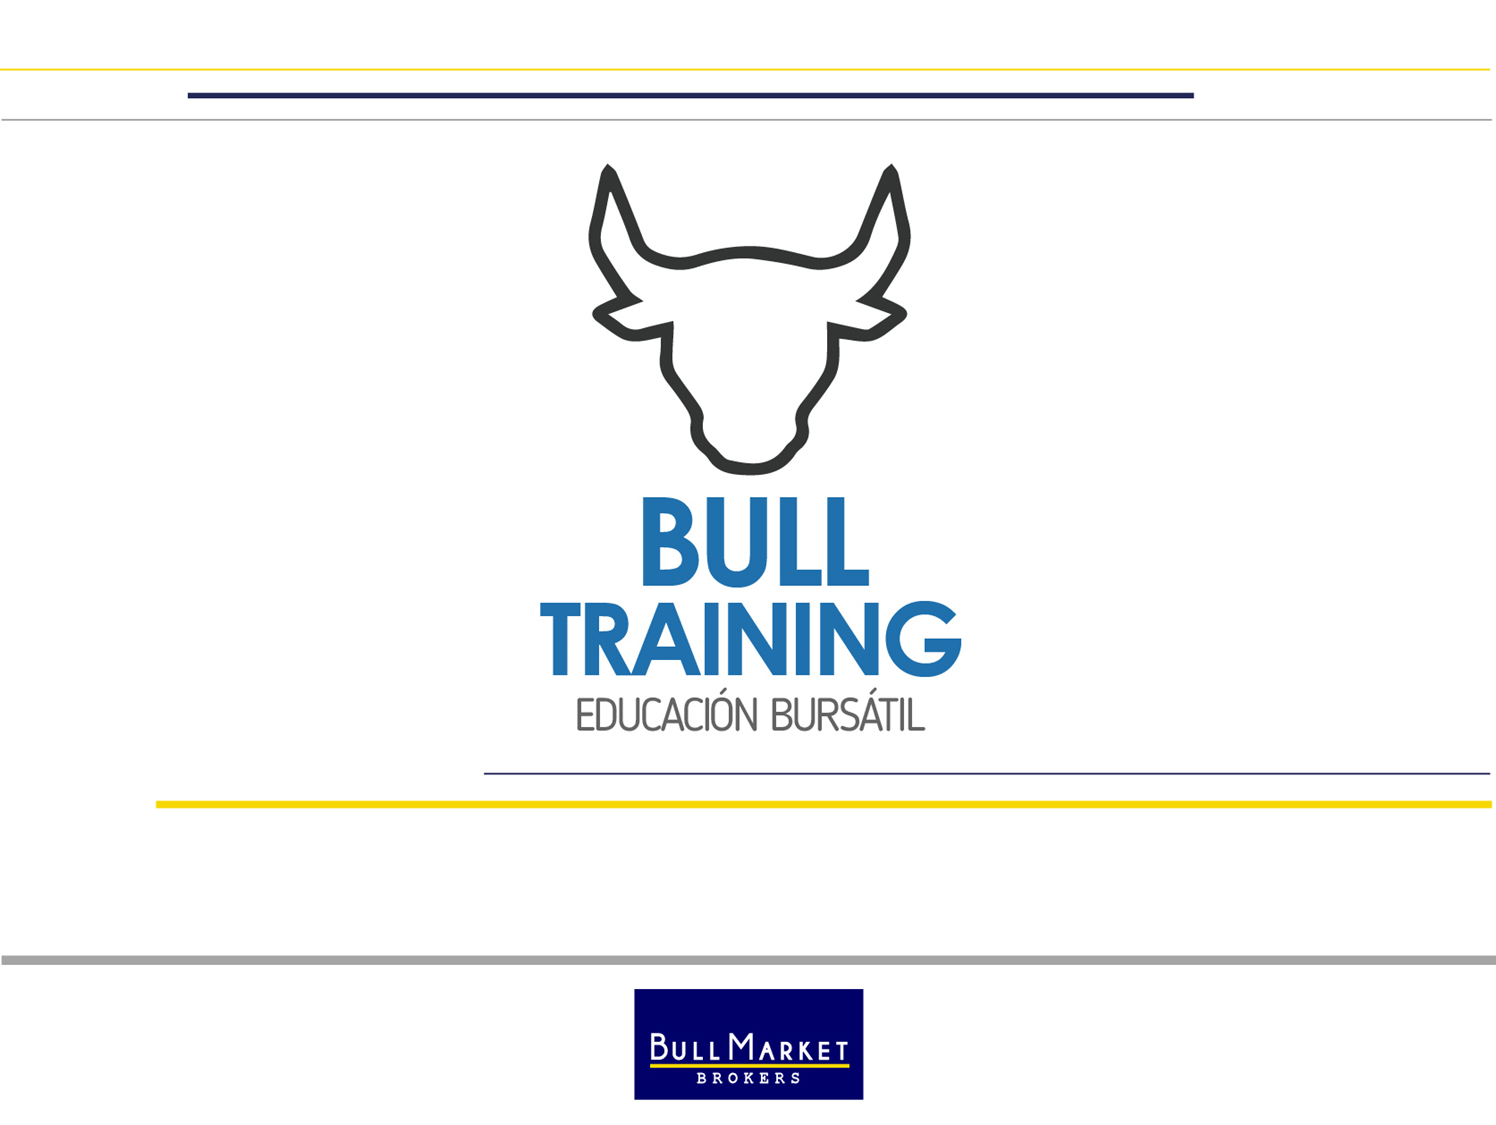 BULL
TRAINING
EDUCACIÓN BURSÁTIL
BULL MARKET
BROKERS